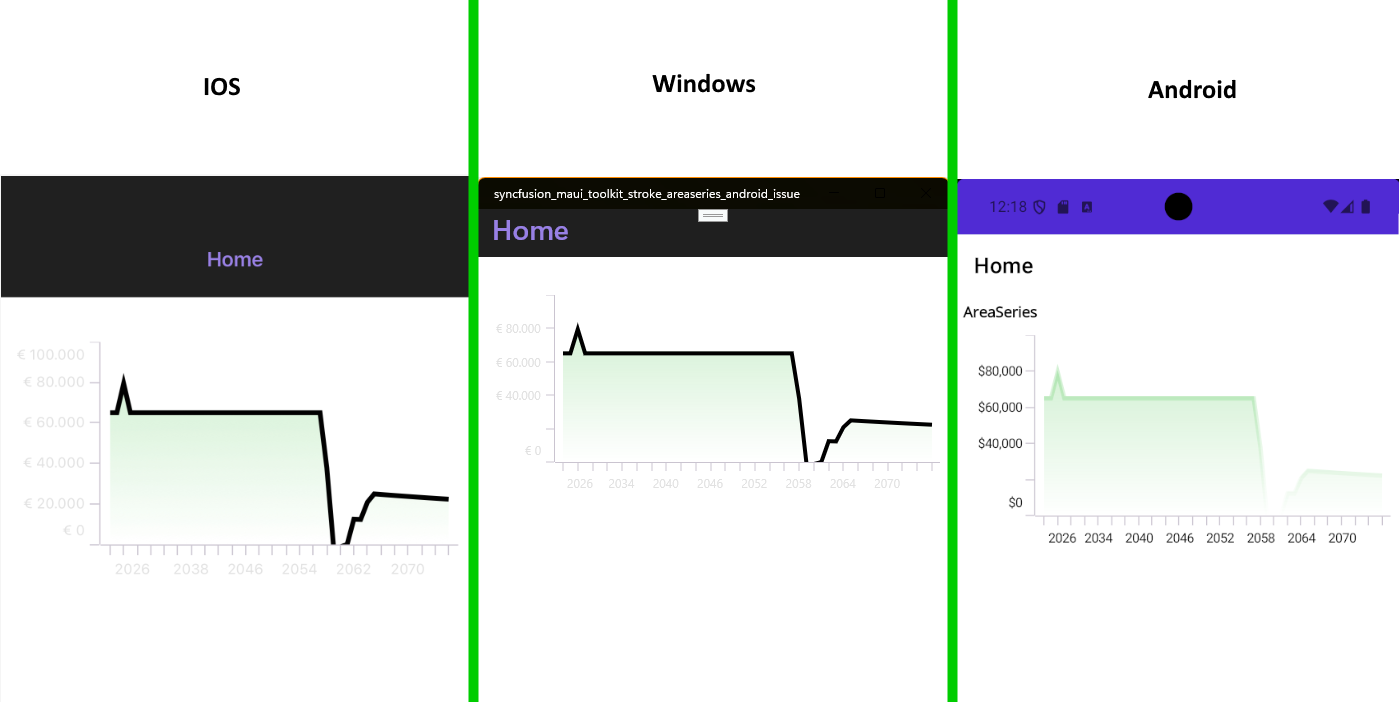 IOS
Home
€ 100.000
€ 80.000
€ 60.000
€ 40.000
€ 20.000
€ 0
2026 2038 2046 2054 2062 2070
Windows
syncfusion_maui_toolkit_stroke_areaseries_android_issue
Home
€ 80.000
€ 60.000
€ 40.000
€ 0
2026 2034 2040 2046 2052 2058 2064 2070
Android
12:18
Home
AreaSeries
$80,000
$60,000
$40,000
$0
2026 2034 2040 2046 2052 2058 2064 2070